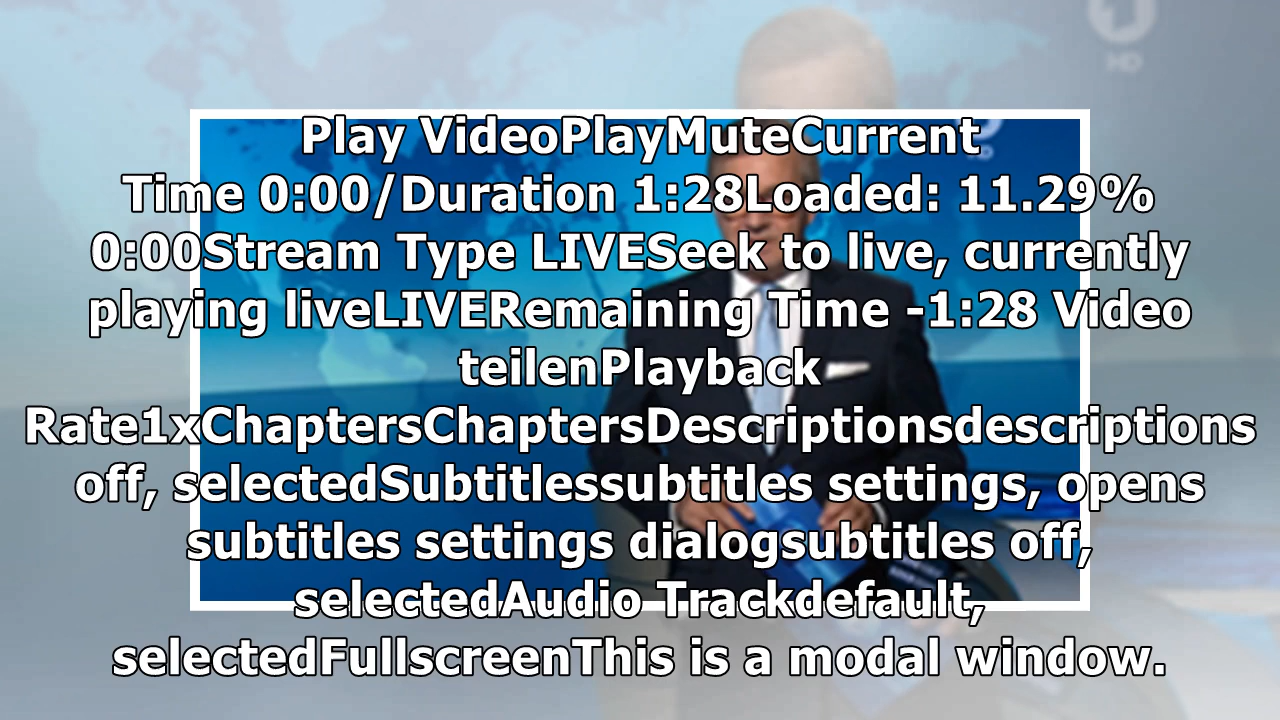 HD
Play VideoPlayMuteCurrent
Time 0:00/Duration 1:28Loaded: 11.29%
0:00Stream Type LIVESeek to live, currently
playing liveLIVERemaining Time -1:28 Video
teilenPlayback
Rate1xChaptersChaptersDescriptionsdescriptions
off, selectedSubtitlessubtitles settings, opens
subtitles settings dialogsubtitles off,
selectedAudio Trackdefault,
selectedFullscreenThis is a modal window.